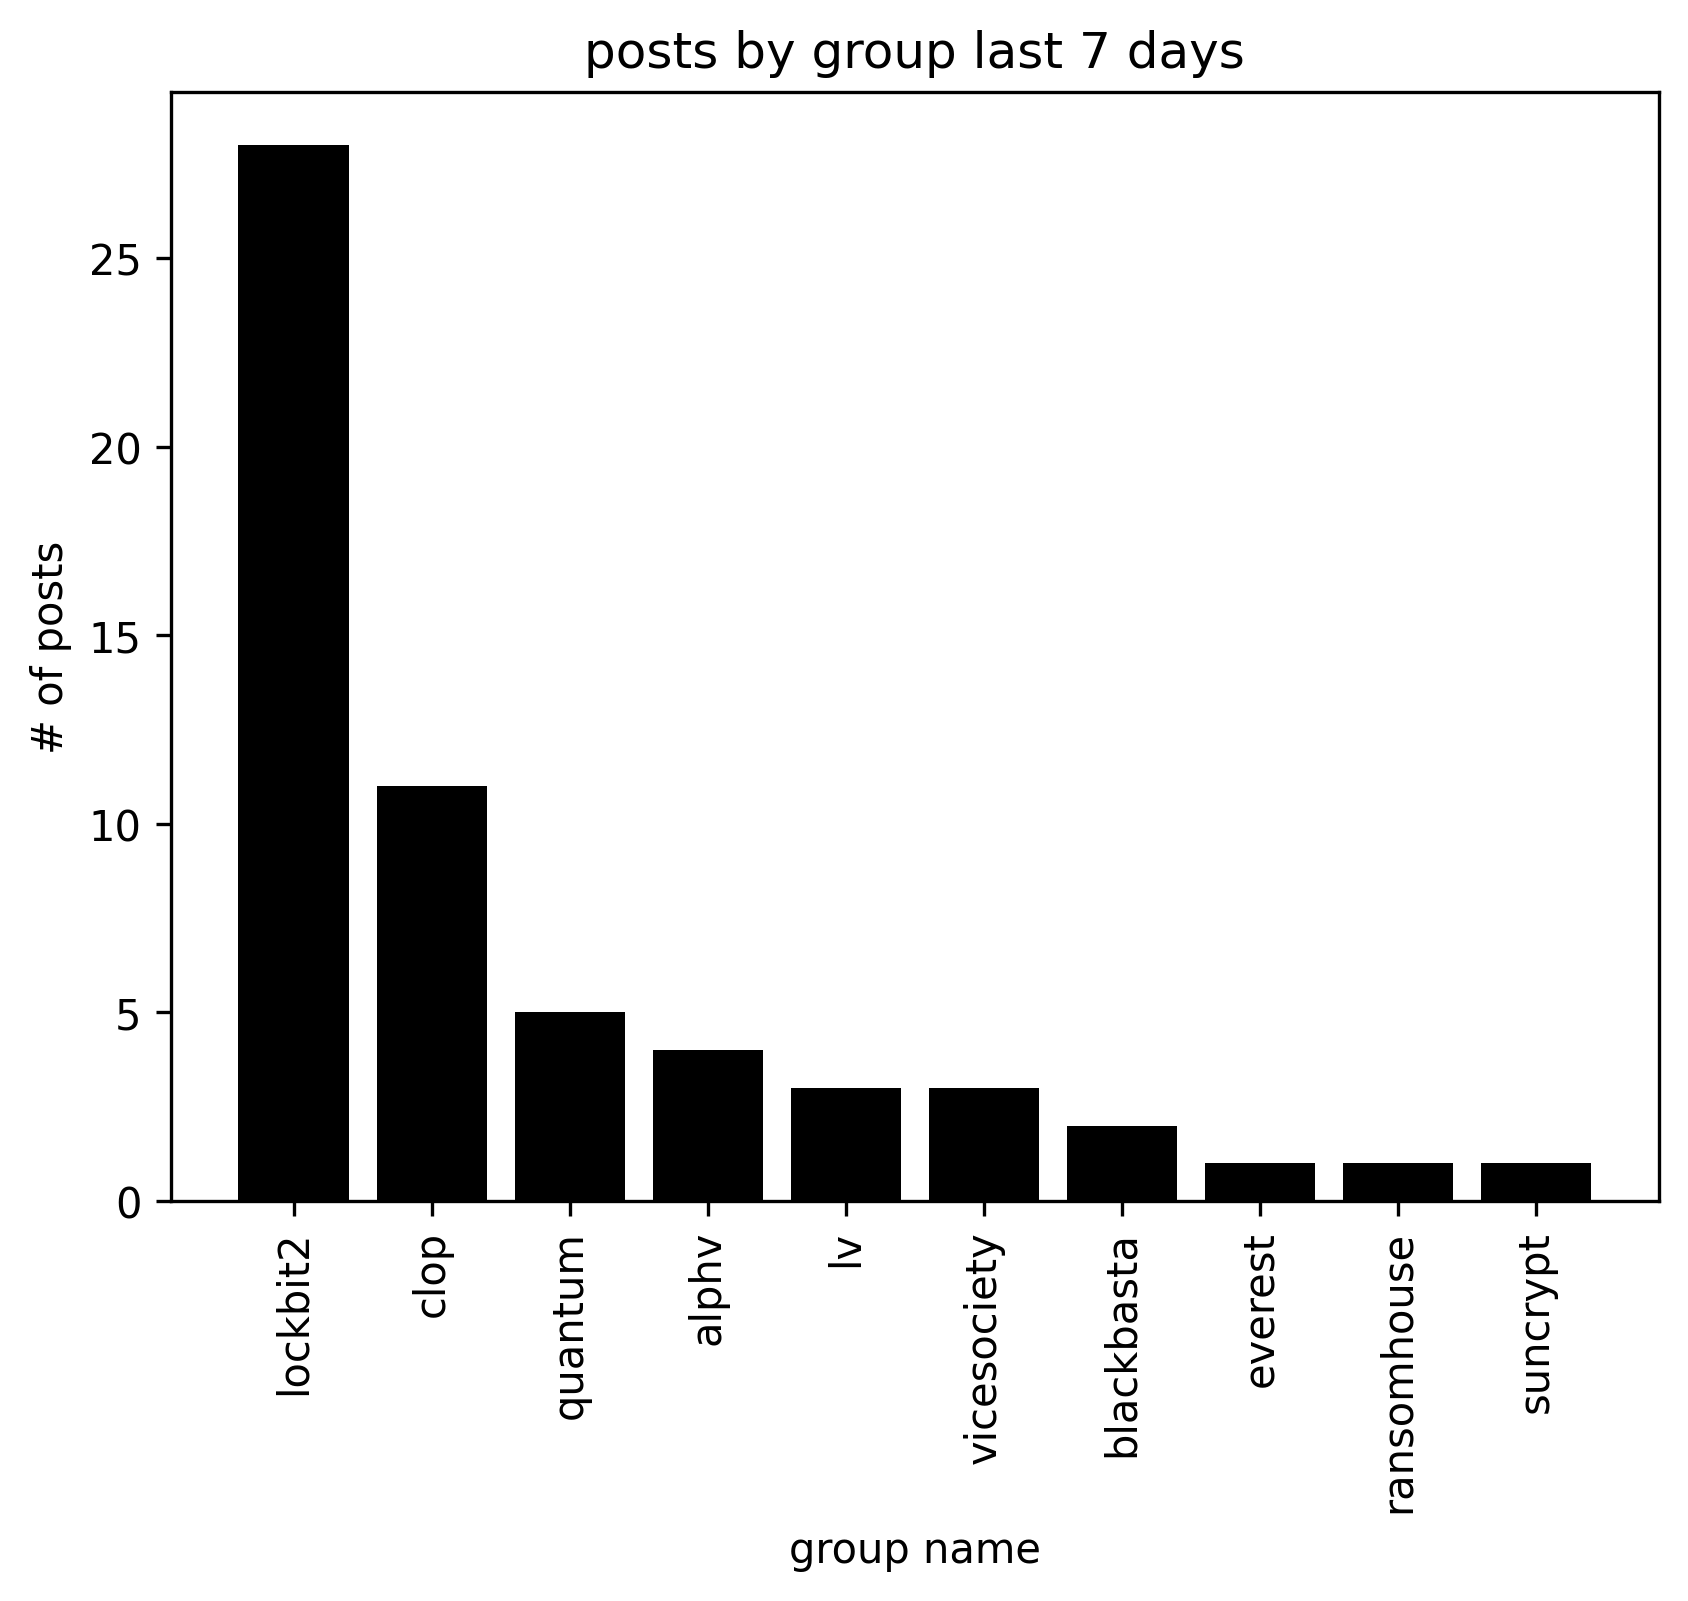 posts by group last 7 days
# of posts
25
20
15
10
5
0
lockbit2
clop
quantum
alphv
lv
vicesociety
blackbasta
everest
ransomhouse
suncrypt
group name